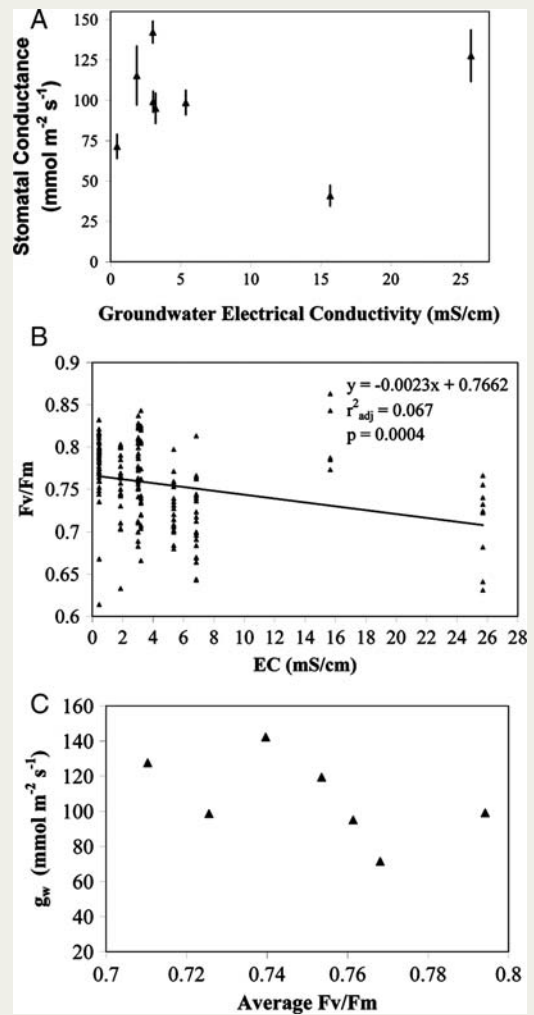 A
Stomatal Conductance
(mmol m⁻² s⁻¹)
150
125
100
75
50
25
0
0 5 10 15 20 25
Groundwater Electrical Conductivity (mS/cm)
B
Fv/Fm
0.9
0.85
0.8
0.75
0.7
0.65
0.6
y = -0.0023x + 0.7662
r²adj = 0.067
p = 0.0004
0 2 4 6 8 10 12 14 16 18 20 22 24 26 28
EC (mS/cm)
C
gw (mmol m⁻² s⁻¹)
160
140
120
100
80
60
40
20
0.7 0.72 0.74 0.76 0.78 0.8
Average Fv/Fm